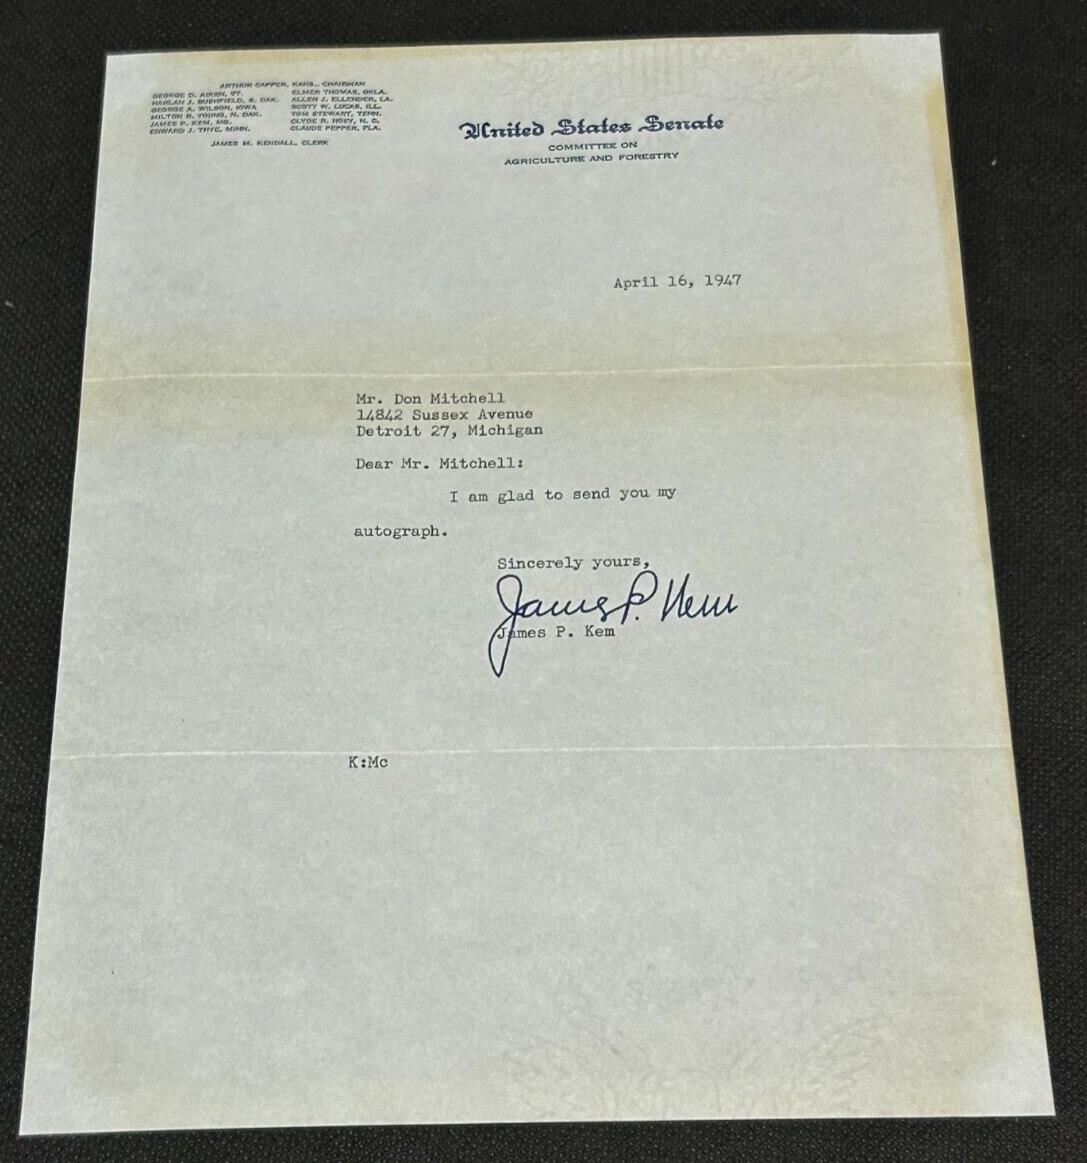 ARTHUR CAPPER, KANS., CHAIRMAN
GEORGE D. AIKEN, VT.
HARLAN J. BUSHFIELD, S. DAK.
GEORGE A. WILSON, IOWA
MILTON R. YOUNG, N. DAK.
JAMES P. KEM, MO.
EDWARD J. THYE, MINN.
ELMER THOMAS, OKLA.
ALLEN J. ELLENDER, LA.
SCOTT W. LUCAS, ILL.
TOM STEWART, TENN.
CLYDE R. HOEY, N. C.
CLAUDE PEPPER, FLA.
JAMES M. KENDALL, CLERK
United States Senate
COMMITTEE ON
AGRICULTURE AND FORESTRY
April 16, 1947
Mr. Don Mitchell
14842 Sussex Avenue
Detroit 27, Michigan
Dear Mr. Mitchell:
I am glad to send you my
autograph.
Sincerely yours,
James P. Kem
James P. Kem
K:Mc